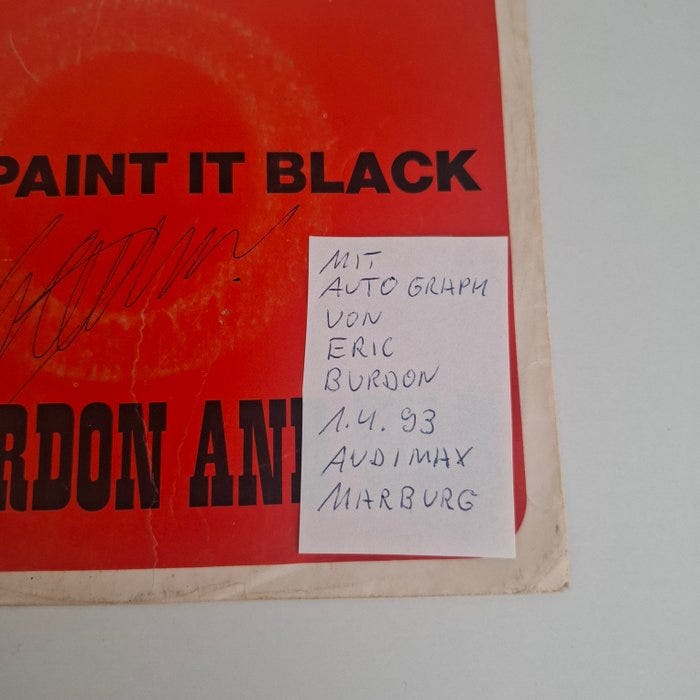 PAINT IT BLACK
RDON AN
MIT
AUTOGRAPH
VON
ERIC
BURDON
1.4.93
AUDIMAX
MARBURG